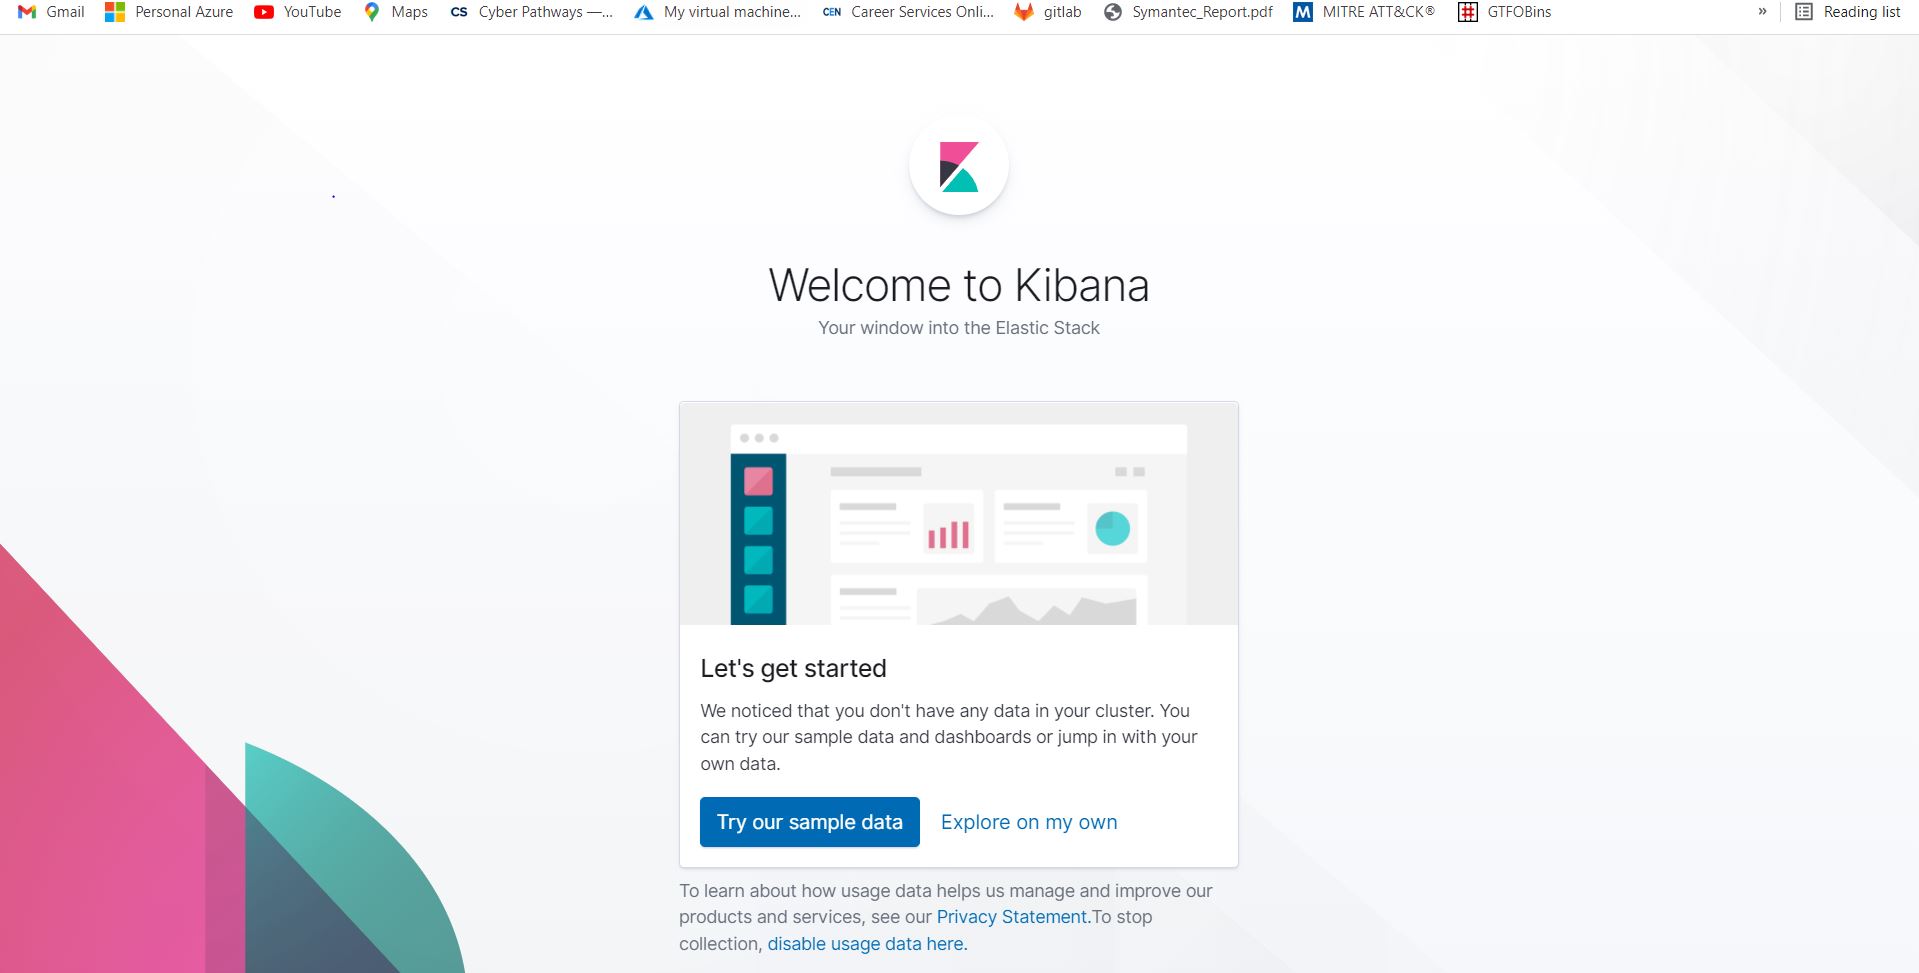 Gmail Personal Azure YouTube Maps CS Cyber Pathways —... My virtual machine... CEN Career Services Onli... gitlab Symantec_Report.pdf M MITRE ATT&CK® GTFOBins » Reading list
Welcome to Kibana
Your window into the Elastic Stack
Let's get started
We noticed that you don't have any data in your cluster. You
can try our sample data and dashboards or jump in with your
own data.
Try our sample data Explore on my own
To learn about how usage data helps us manage and improve our
products and services, see our Privacy Statement.To stop
collection, disable usage data here.